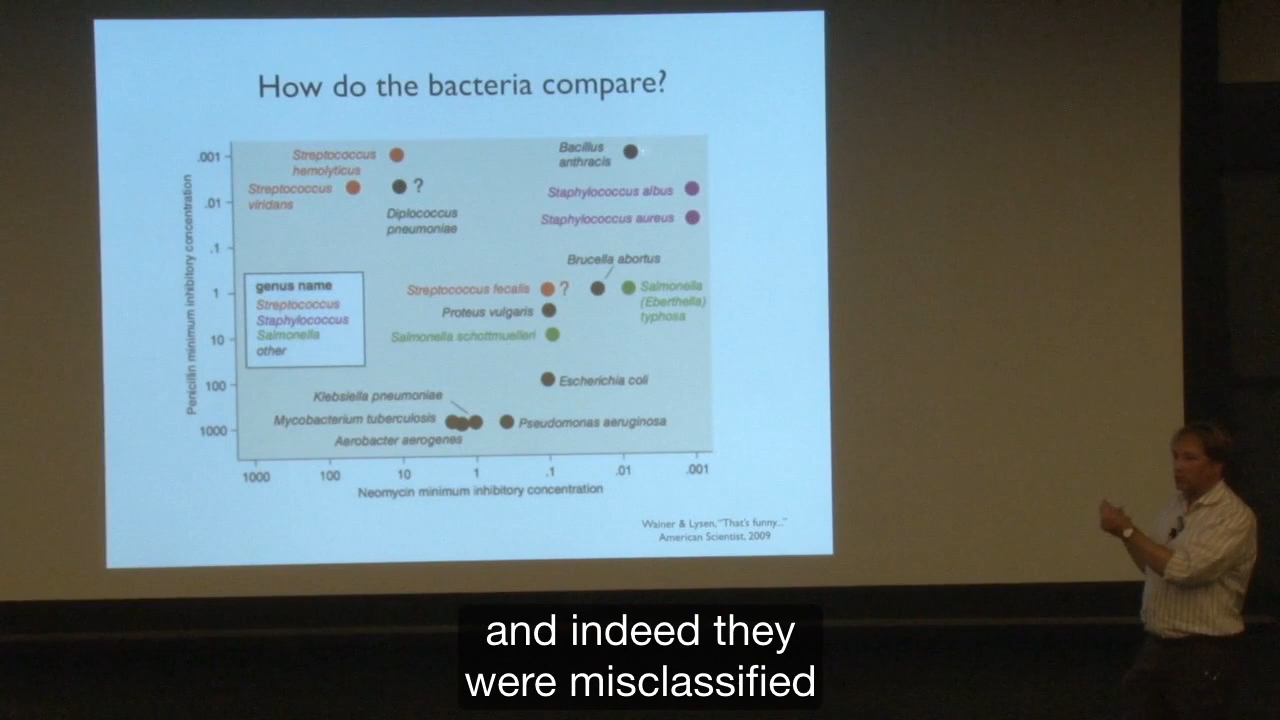 How do the bacteria compare?
Streptococcus
hemolyticus
Bacillus
anthracis
Streptococcus
viridans
?
Diplococcus
pneumoniae
Staphylococcus albus
Staphylococcus aureus
Brucella abortus
Streptococcus fecalis
?
Salmonella
(Eberthella)
typhosa
Proteus vulgaris
Salmonella schottmuelleri
Escherichia coli
Klebsiella pneumoniae
Mycobacterium tuberculosis
Pseudomonas aeruginosa
Aerobacter aerogenes
genus name
Streptococcus
Staphylococcus
Salmonella
other
Penicillin minimum inhibitory concentration
.001
.01
.1
1
10
100
1000
1000
100
10
1
.1
.01
.001
Neomycin minimum inhibitory concentration
Wainer & Lysen, "That's funny..."
American Scientist, 2009
and indeed they
were misclassified